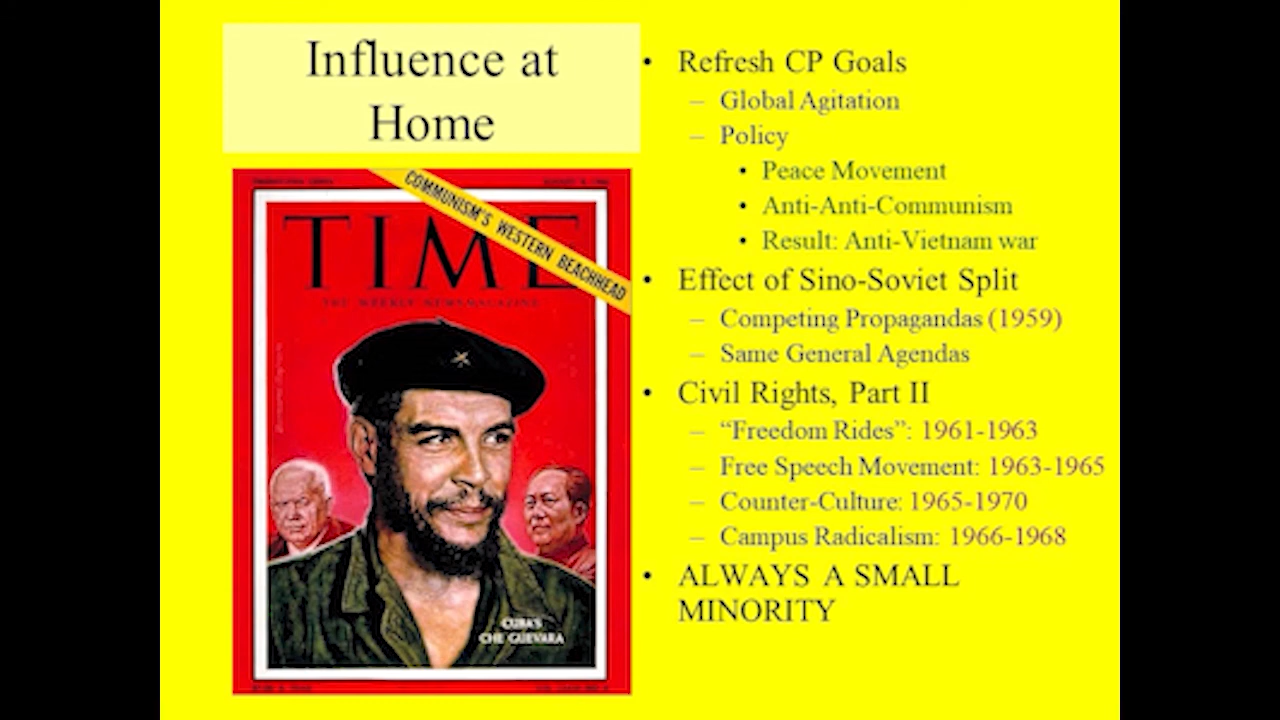 Influence at
Home
COMMUNISM'S WESTERN BEACHHEAD
TIME
THE WEEKLY NEWSMAGAZINE
CUBA'S
CHE GUEVARA
• Refresh CP Goals
– Global Agitation
– Policy
• Peace Movement
• Anti-Anti-Communism
• Result: Anti-Vietnam war
• Effect of Sino-Soviet Split
– Competing Propagandas (1959)
– Same General Agendas
• Civil Rights, Part II
– “Freedom Rides”: 1961-1963
– Free Speech Movement: 1963-1965
– Counter-Culture: 1965-1970
– Campus Radicalism: 1966-1968
• ALWAYS A SMALL
MINORITY